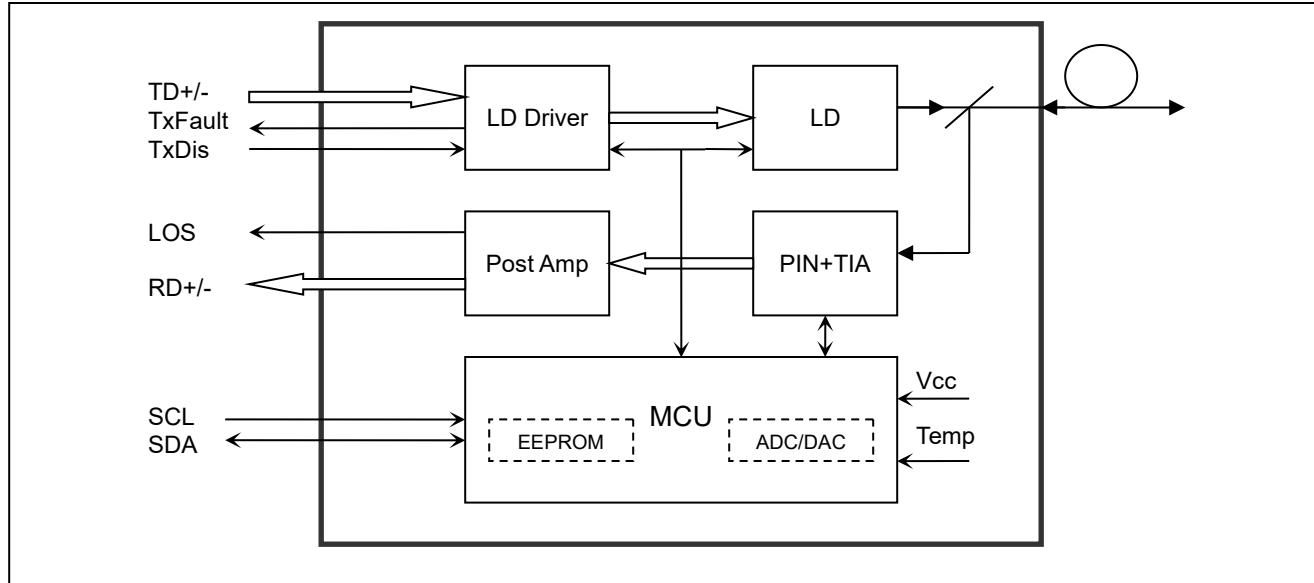 TD+/-
TxFault
TxDis
LD Driver
LD
LOS
RD+/-
Post Amp
PIN+TIA
SCL
SDA
MCU
EEPROM
ADC/DAC
Vcc
Temp